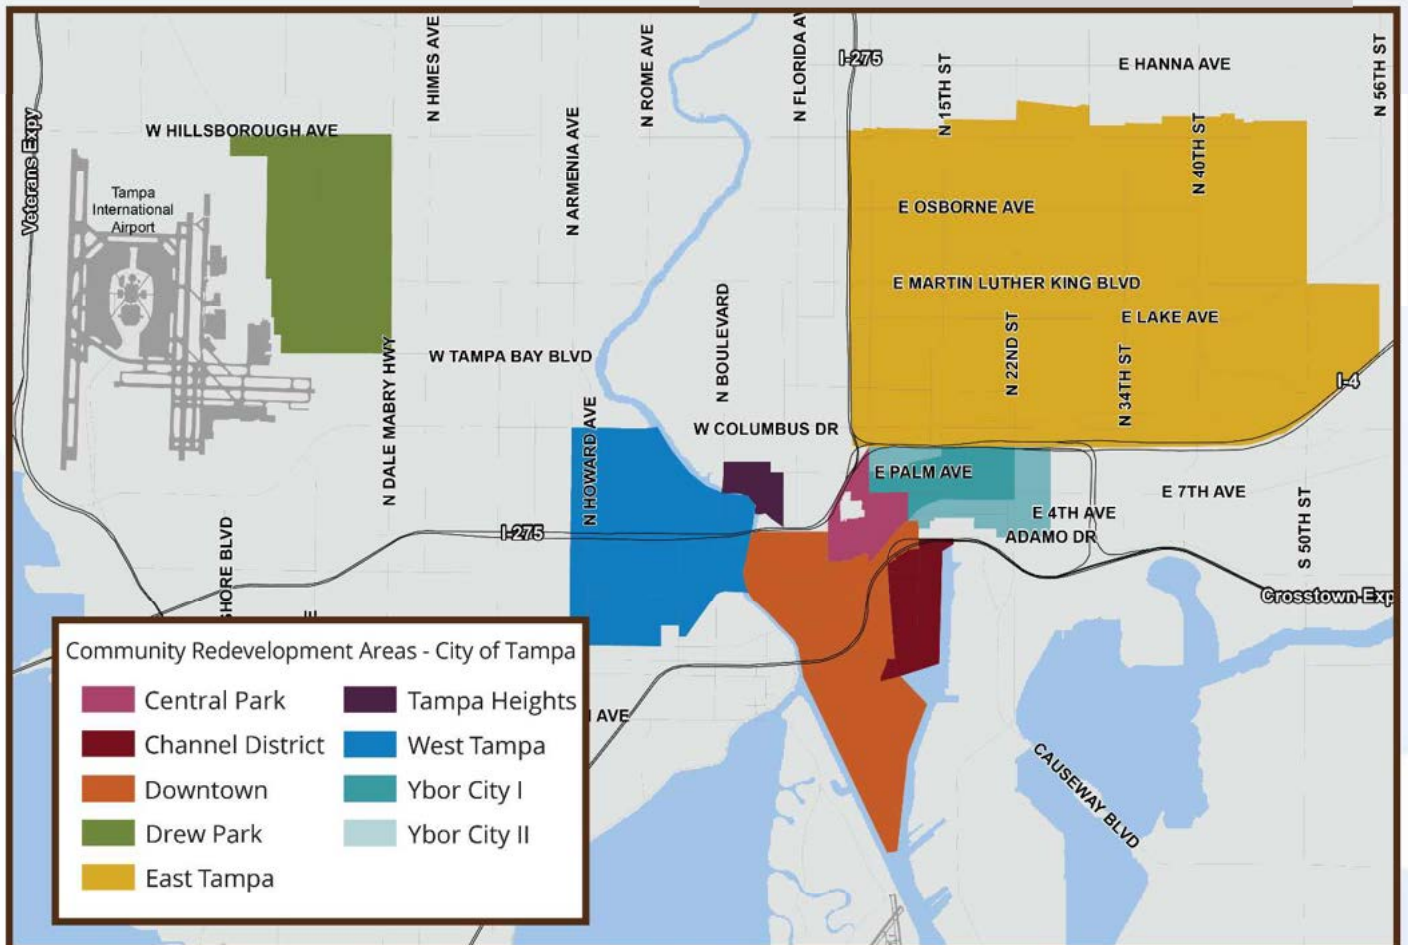 N HIMES AVE
N ROME AVE
N FLORIDA AV
I-275
N 15TH ST
E HANNA AVE
N 56TH ST
Veterans Expy
W HILLSBOROUGH AVE
N ARMENIA AVE
N 40TH ST
Tampa
International
Airport
E OSBORNE AVE
E MARTIN LUTHER KING BLVD
N BOULEVARD
E LAKE AVE
N 22ND ST
N 34TH ST
W TAMPA BAY BLVD
N DALE MABRY HWY
I-4
N HOWARD AVE
W COLUMBUS DR
E PALM AVE
E 7TH AVE
S 50TH ST
E 4TH AVE
I-275
ADAMO DR
SHORE BLVD
Crosstown Exp
AVE
CAUSEWAY BLVD
Community Redevelopment Areas - City of Tampa
Central Park
Channel District
Downtown
Drew Park
East Tampa
Tampa Heights
West Tampa
Ybor City I
Ybor City II